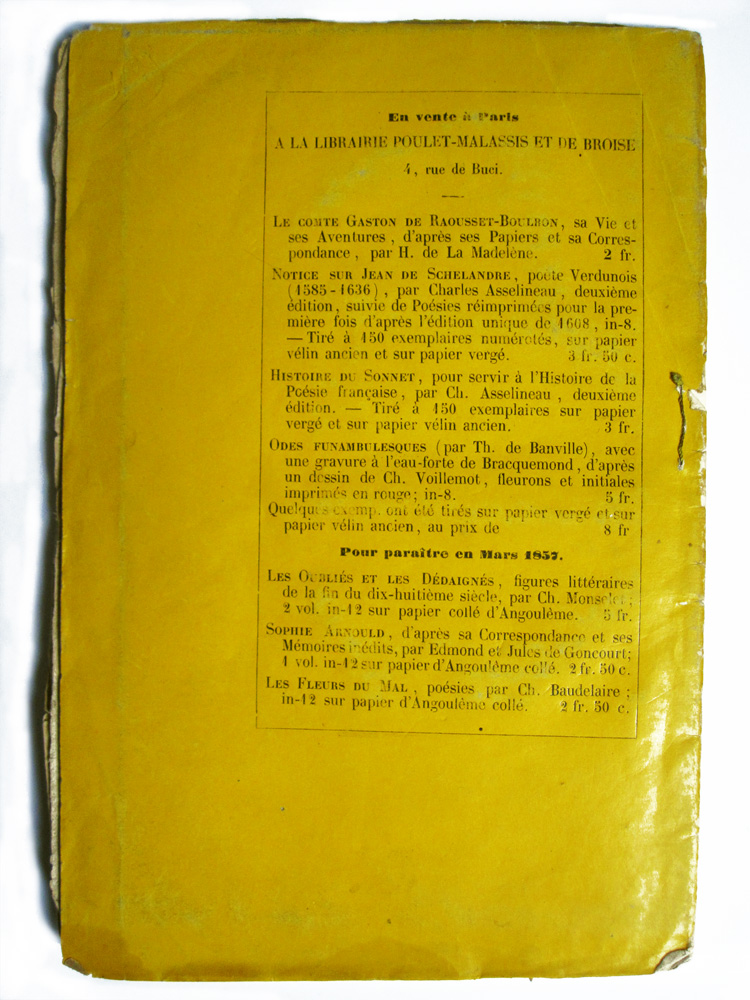 En vente à Paris
A LA LIBRAIRIE POULET-MALASSIS ET DE BROISE
4, rue de Buci.
LE COMTE GASTON DE RAOUSSET-BOULBON, sa Vie et
ses Aventures, d'après ses Papiers et sa Corres-
pondance, par H. de La Madelène. 2 fr.
NOTICE SUR JEAN DE SCHELANDRE, poëte Verdunois
(1585-1636), par Charles Asselineau, deuxième
édition, suivie de Poésies réimprimées pour la pre-
mière fois d'après l'édition unique de 1608, in-8.
— Tiré à 150 exemplaires numérotés, sur papier
vélin ancien et sur papier vergé. 3 fr. 50 c.
HISTOIRE DU SONNET, pour servir à l'Histoire de la
Poésie française, par Ch. Asselineau, deuxième
édition. — Tiré à 150 exemplaires sur papier
vergé et sur papier vélin ancien. 3 fr.
ODES FUNAMBULESQUES (par Th. de Banville), avec
une gravure à l'eau-forte de Bracquemond, d'après
un dessin de Ch. Voillemot, fleurons et initiales
imprimés en rouge; in-8. 5 fr.
Quelques exemp. ont été tirés sur papier vergé et sur
papier vélin ancien, au prix de 8 fr
Pour paraître en Mars 1857.
LES OUBLIÉS ET LES DÉDAIGNÉS, figures littéraires
de la fin du dix-huitième siècle, par Ch. Monselet;
2 vol. in-12 sur papier collé d'Angoulême. 5 fr.
SOPHIE ARNOULD, d'après sa Correspondance et ses
Mémoires inédits, par Edmond et Jules de Goncourt;
1 vol. in-12 sur papier d'Angoulême collé. 2 fr. 50 c.
LES FLEURS DU MAL, poésies par Ch. Baudelaire;
in-12 sur papier d'Angoulême collé. 2 fr. 50 c.